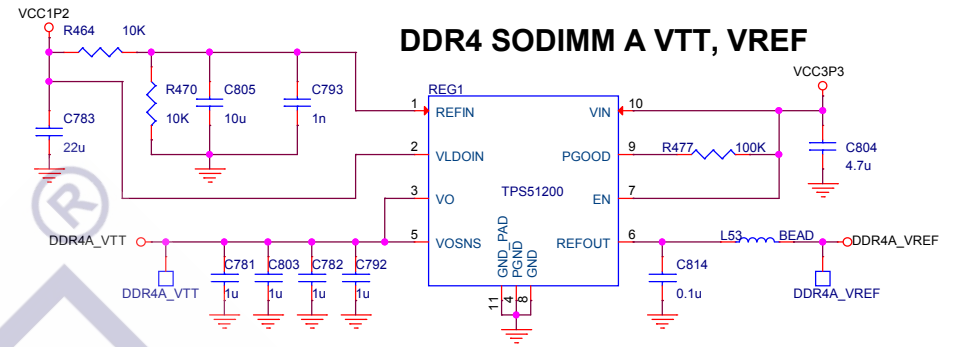 VCC1P2
R464 10K
DDR4 SODIMM A VTT, VREF
VCC3P3
R470
10K
C805
10u
C793
1n
C783
22u
REG1
1 REFIN
2 VLDOIN
3 VO
5 VOSNS
TPS51200
VIN 10
PGOOD 9
EN 7
REFOUT 6
GND_PAD
PGND
GND
11
4
8
R477 100K
C804
4.7u
DDR4A_VTT
DDR4A_VTT
C781
1u
C803
1u
C782
1u
C792
1u
C814
0.1u
L53 BEAD
DDR4A_VREF
DDR4A_VREF
®